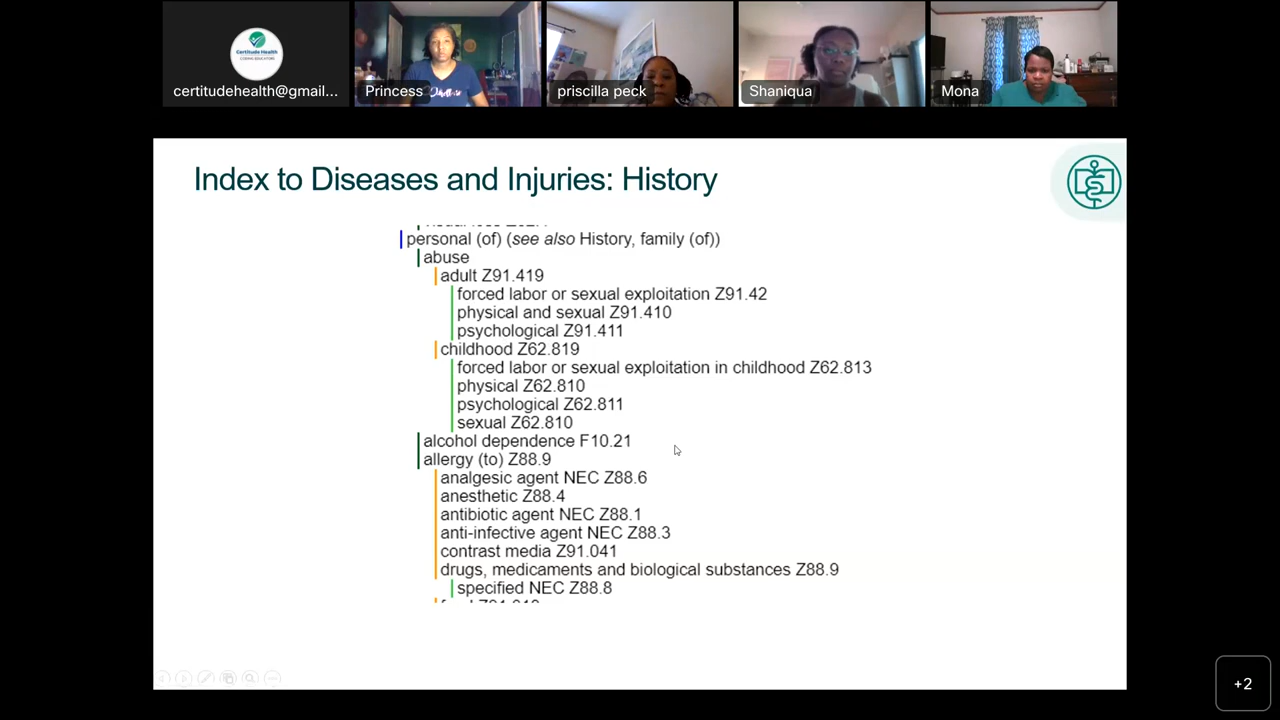 Certitude Health
certitudehealth@gmail...
Princess
priscilla peck
Shaniqua
Mona
Index to Diseases and Injuries: History
personal (of) (see also History, family (of))
abuse
adult Z91.419
forced labor or sexual exploitation Z91.42
physical and sexual Z91.410
psychological Z91.411
childhood Z62.819
forced labor or sexual exploitation in childhood Z62.813
physical Z62.810
psychological Z62.811
sexual Z62.810
alcohol dependence F10.21
allergy (to) Z88.9
analgesic agent NEC Z88.6
anesthetic Z88.4
antibiotic agent NEC Z88.1
anti-infective agent NEC Z88.3
contrast media Z91.041
drugs, medicaments and biological substances Z88.9
specified NEC Z88.8
+2